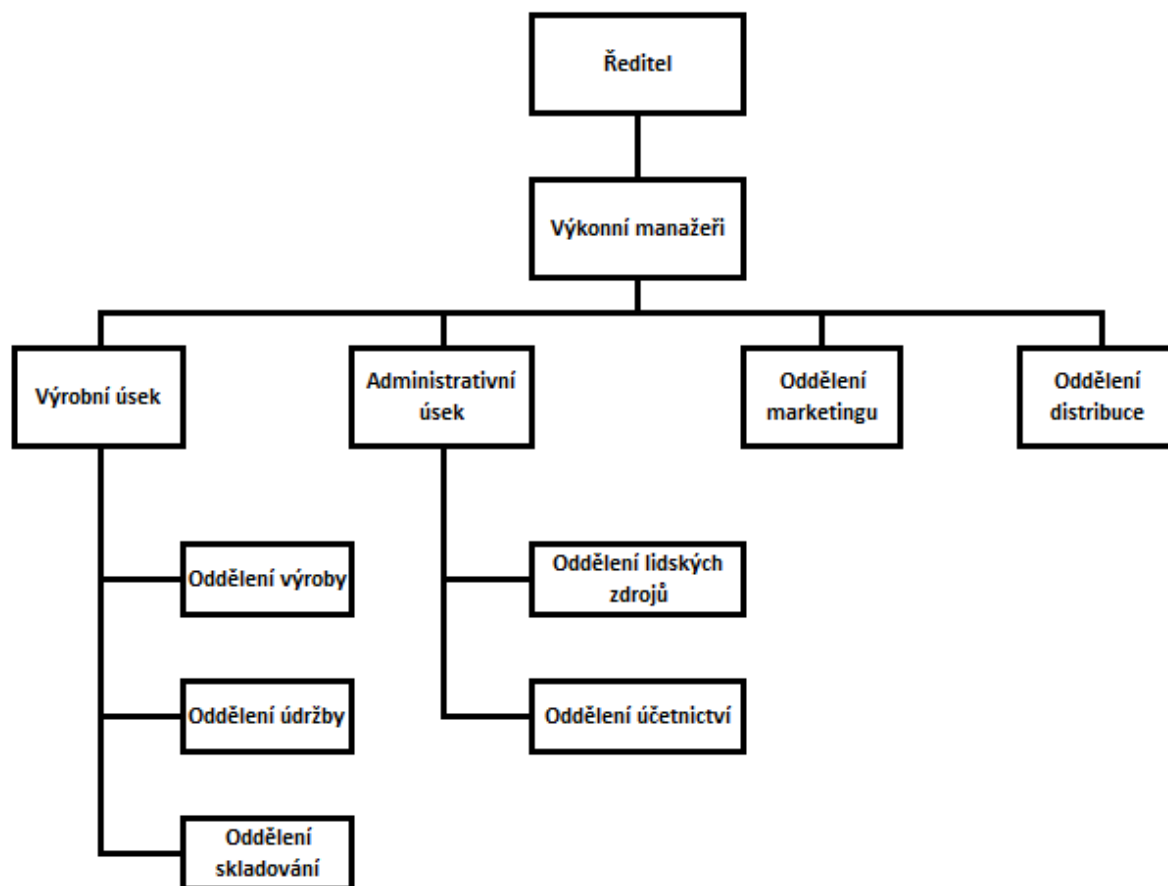 Ředitel
Výkonní manažeři
Výrobní úsek
Administrativní
úsek
Oddělení
marketingu
Oddělení
distribuce
Oddělení výroby
Oddělení údržby
Oddělení
skladování
Oddělení lidských
zdrojů
Oddělení účetnictví